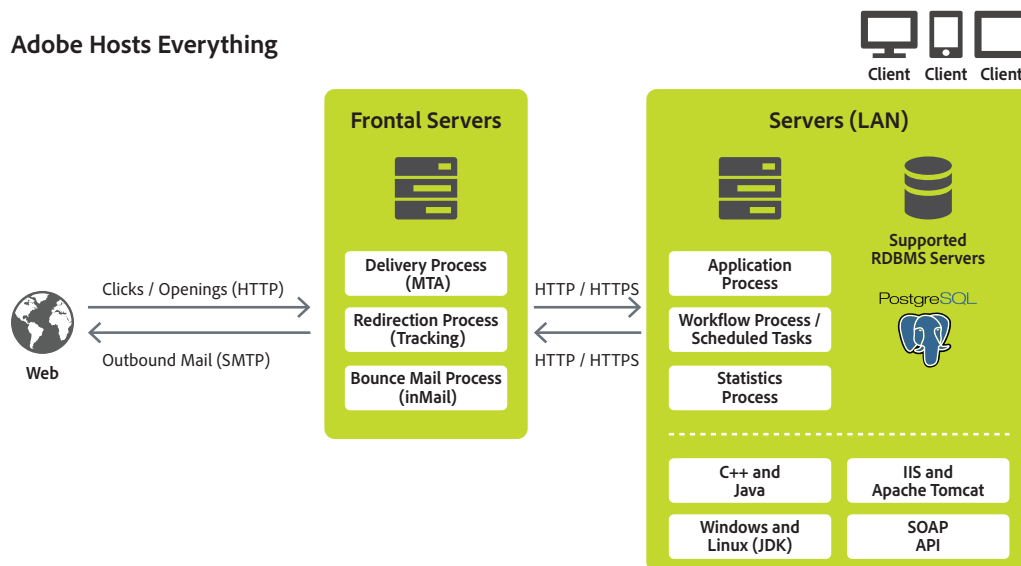 Adobe Hosts Everything
Client Client Client
Frontal Servers
Delivery Process
(MTA)
Redirection Process
(Tracking)
Bounce Mail Process
(inMail)
Clicks / Openings (HTTP)
Outbound Mail (SMTP)
Web
HTTP / HTTPS
HTTP / HTTPS
Servers (LAN)
Application
Process
Workflow Process /
Scheduled Tasks
Statistics
Process
Supported
RDBMS Servers
PostgreSQL
C++ and
Java
IIS and
Apache Tomcat
Windows and
Linux (JDK)
SOAP
API